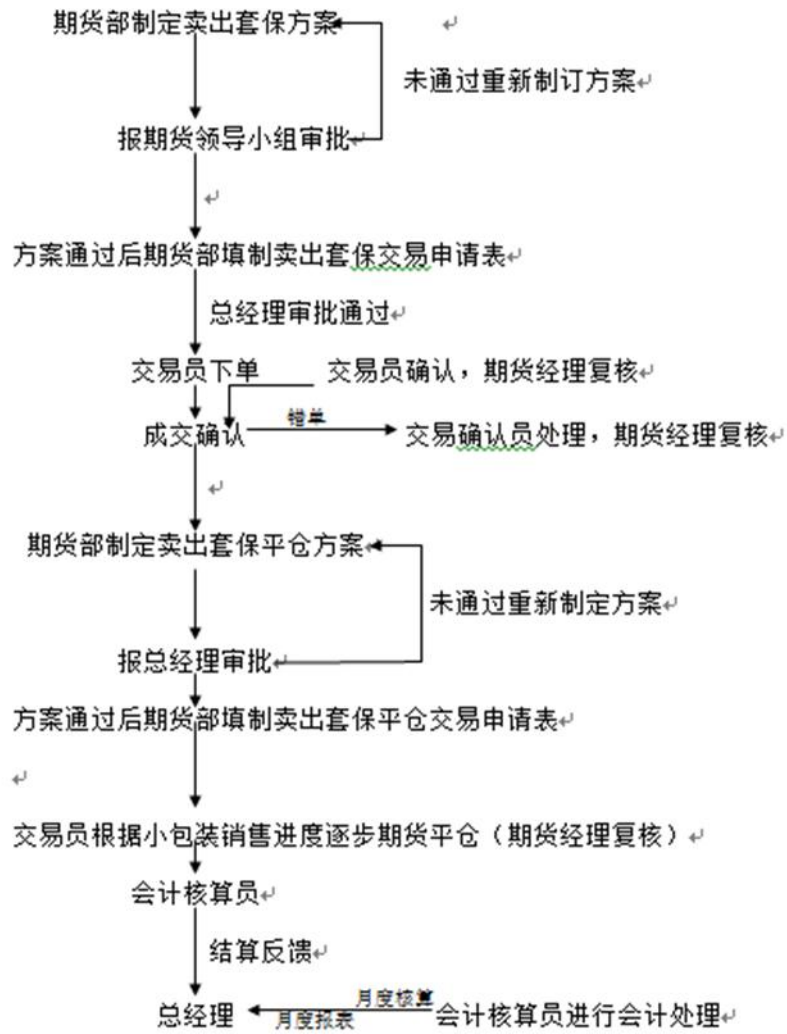 期货部制定卖出套保方案
未通过重新制订方案
报期货领导小组审批
方案通过后期货部填制卖出套保交易申请表
总经理审批通过
交易员下单
交易员确认，期货经理复核
成交确认
错单
交易确认员处理，期货经理复核
期货部制定卖出套保平仓方案
未通过重新制定方案
报总经理审批
方案通过后期货部填制卖出套保平仓交易申请表
交易员根据小包装销售进度逐步期货平仓（期货经理复核）
会计核算员
结算反馈
总经理
月度核算
月度报表
会计核算员进行会计处理